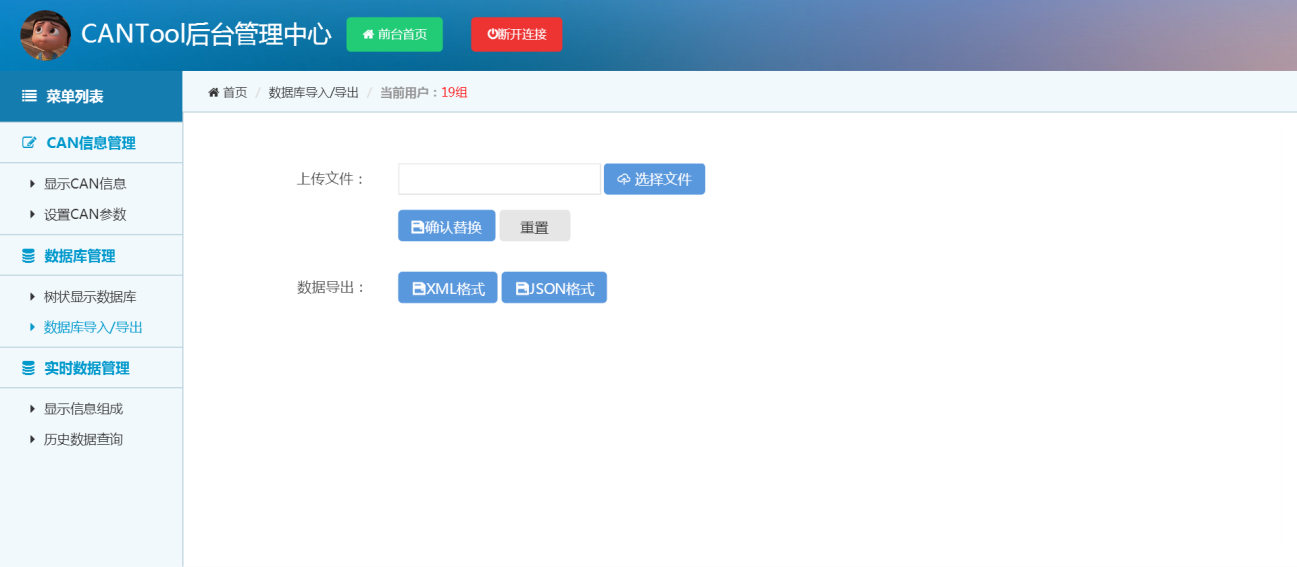 CANTool后台管理中心 前台首页 断开连接
菜单列表
首页 / 数据库导入/导出 / 当前用户：19组
CAN信息管理
显示CAN信息
设置CAN参数
数据库管理
树状显示数据库
数据库导入/导出
实时数据管理
显示信息组成
历史数据查询
上传文件： 选择文件
确认替换 重置
数据导出： XML格式 JSON格式